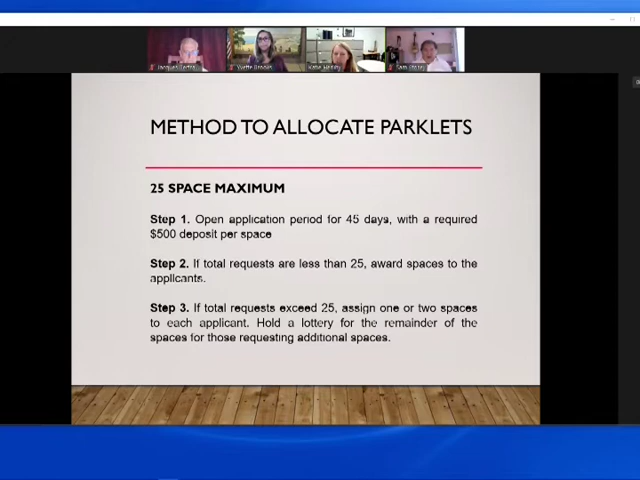 Yvette Brooks
METHOD TO ALLOCATE PARKLETS
25 SPACE MAXIMUM
Step 1. Open application period for 45 days, with a required
$500 deposit per space
Step 2. If total requests are less than 25, award spaces to the
applicants.
Step 3. If total requests exceed 25, assign one or two spaces
to each applicant. Hold a lottery for the remainder of the
spaces for those requesting additional spaces.